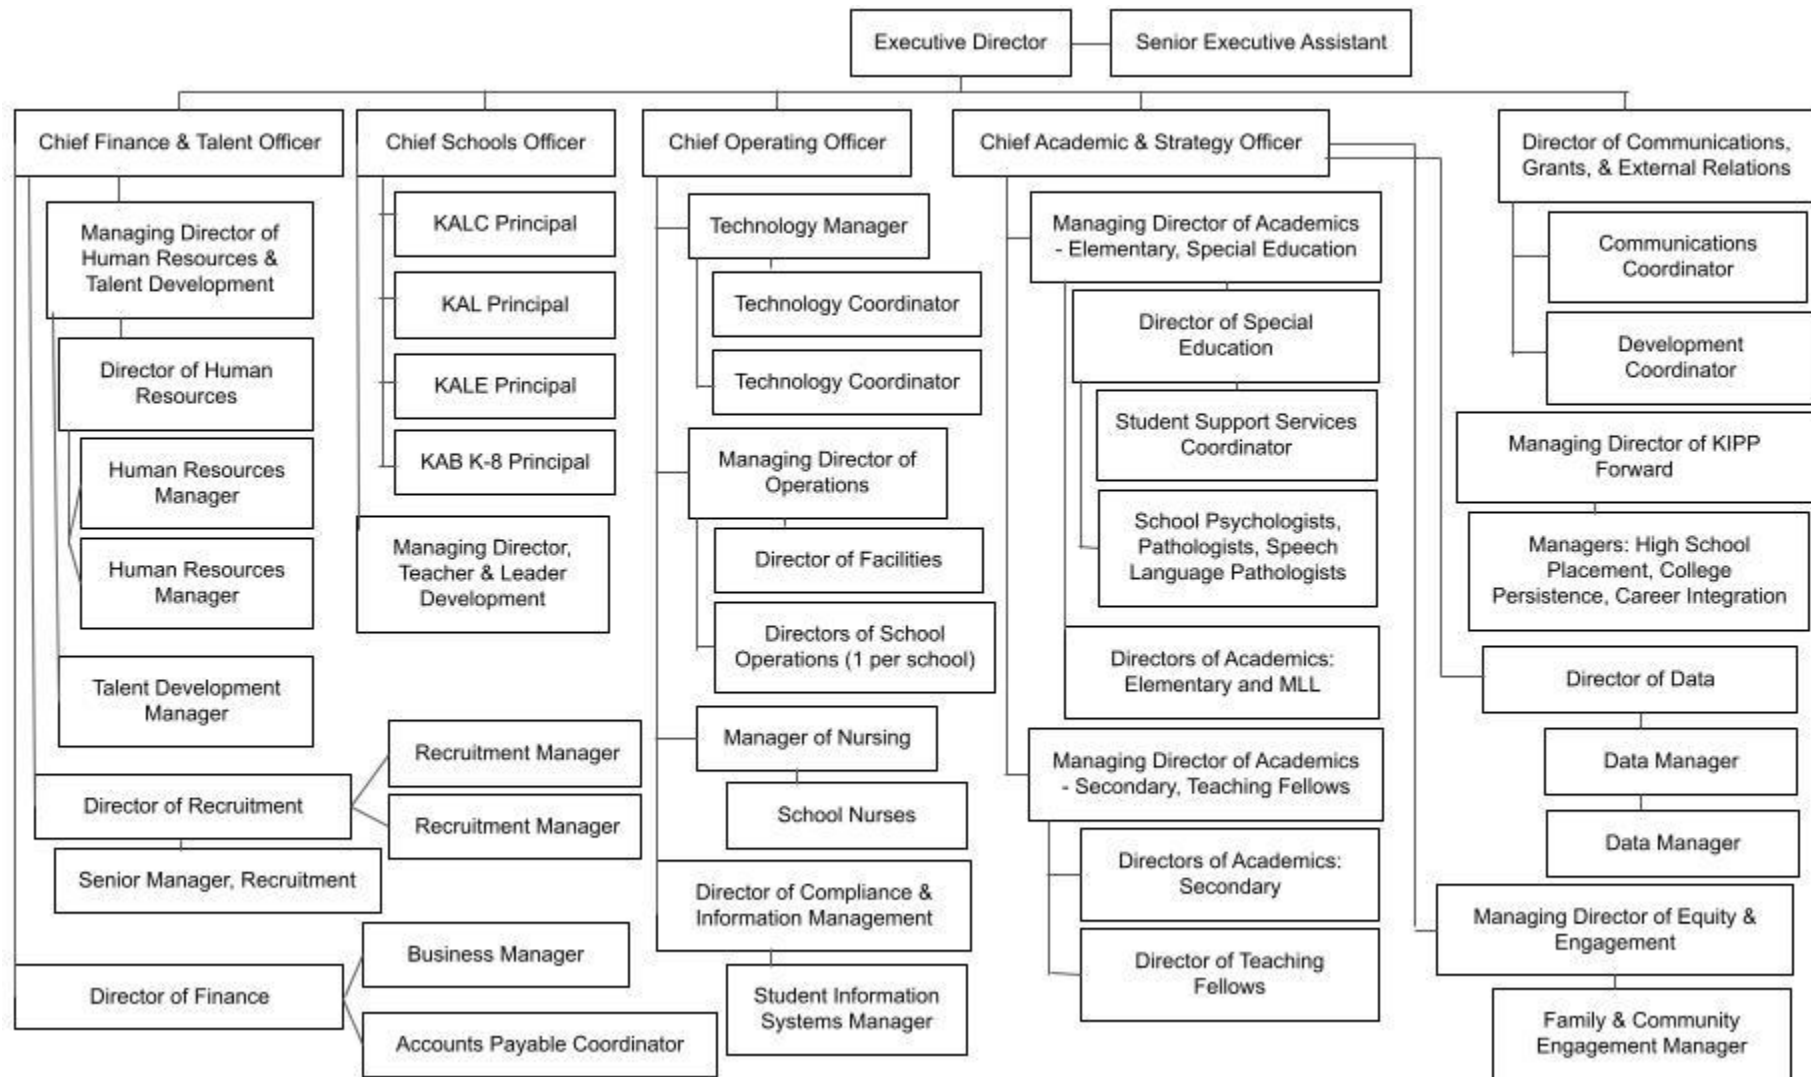 Executive Director
Senior Executive Assistant
Chief Finance & Talent Officer
Managing Director of
Human Resources &
Talent Development
Director of Human
Resources
Human Resources
Manager
Human Resources
Manager
Talent Development
Manager
Director of Recruitment
Recruitment Manager
Recruitment Manager
Senior Manager, Recruitment
Director of Finance
Business Manager
Accounts Payable Coordinator
Chief Schools Officer
KALC Principal
KAL Principal
KALE Principal
KAB K-8 Principal
Managing Director,
Teacher & Leader
Development
Chief Operating Officer
Technology Manager
Technology Coordinator
Technology Coordinator
Managing Director of
Operations
Director of Facilities
Directors of School
Operations (1 per school)
Manager of Nursing
School Nurses
Director of Compliance &
Information Management
Student Information
Systems Manager
Chief Academic & Strategy Officer
Managing Director of Academics
- Elementary, Special Education
Director of Special
Education
Student Support Services
Coordinator
School Psychologists,
Pathologists, Speech
Language Pathologists
Directors of Academics:
Elementary and MLL
Managing Director of Academics
- Secondary, Teaching Fellows
Directors of Academics:
Secondary
Director of Teaching
Fellows
Director of Communications,
Grants, & External Relations
Communications
Coordinator
Development
Coordinator
Managing Director of KIPP
Forward
Managers: High School
Placement, College
Persistence, Career Integration
Director of Data
Data Manager
Data Manager
Managing Director of Equity &
Engagement
Family & Community
Engagement Manager